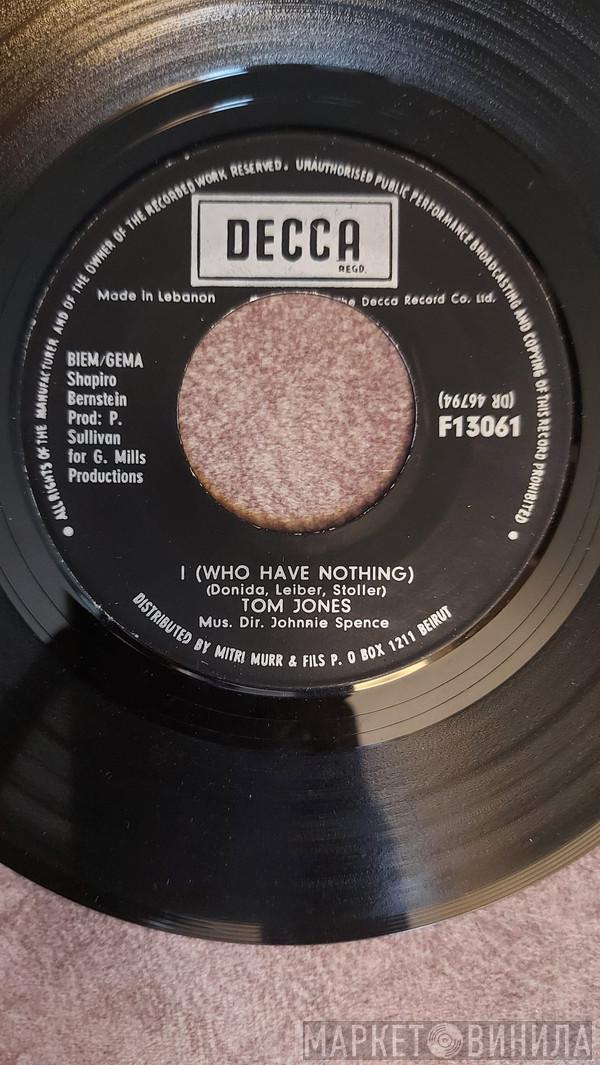 ALL RIGHTS OF THE MANUFACTURER AND OF THE OWNER OF THE RECORDED WORK RESERVED. UNAUTHORISED PUBLIC PERFORMANCE BROADCASTING AND COPYING OF THIS RECORD PROHIBITED
DECCA
REGD.
Made in Lebanon the Decca Record Co. Ltd.
BIEM/GEMA
Shapiro
Bernstein
Prod: P.
Sullivan
for G. Mills
Productions
(DR 46794)
F13061
I (WHO HAVE NOTHING)
(Donida, Leiber, Stoller)
TOM JONES
Mus. Dir. Johnnie Spence
DISTRIBUTED BY MITRI MURR & FILS P. O BOX 1211 BEIRUT
МАРКЕТ ВИНИЛА